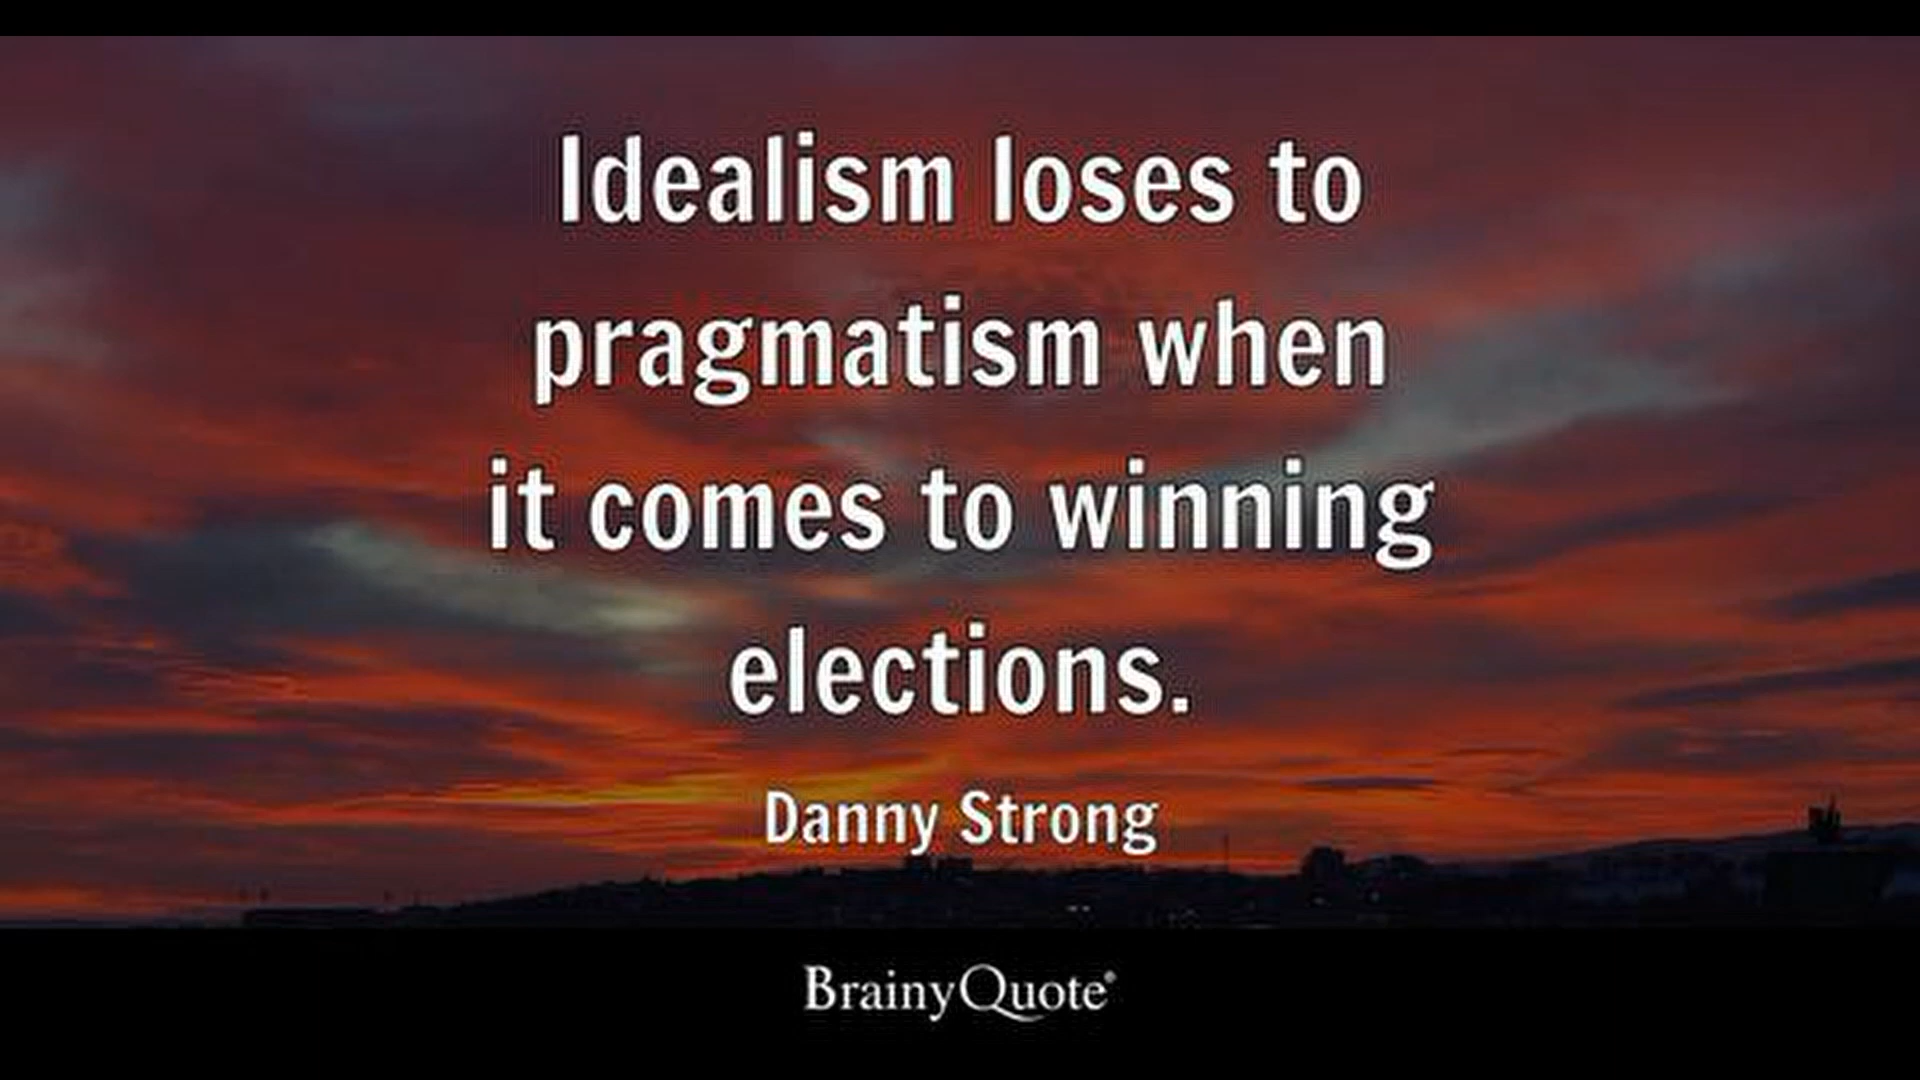 Idealism loses to
pragmatism when
it comes to winning
elections.
Danny Strong
BrainyQuote®